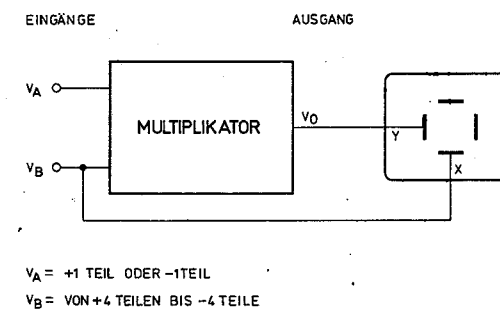 EINGÄNGE
AUSGANG
VA
MULTIPLIKATOR
VO
Y
VB
X
VA = +1 TEIL ODER -1TEIL
VB = VON +4 TEILEN BIS -4 TEILE